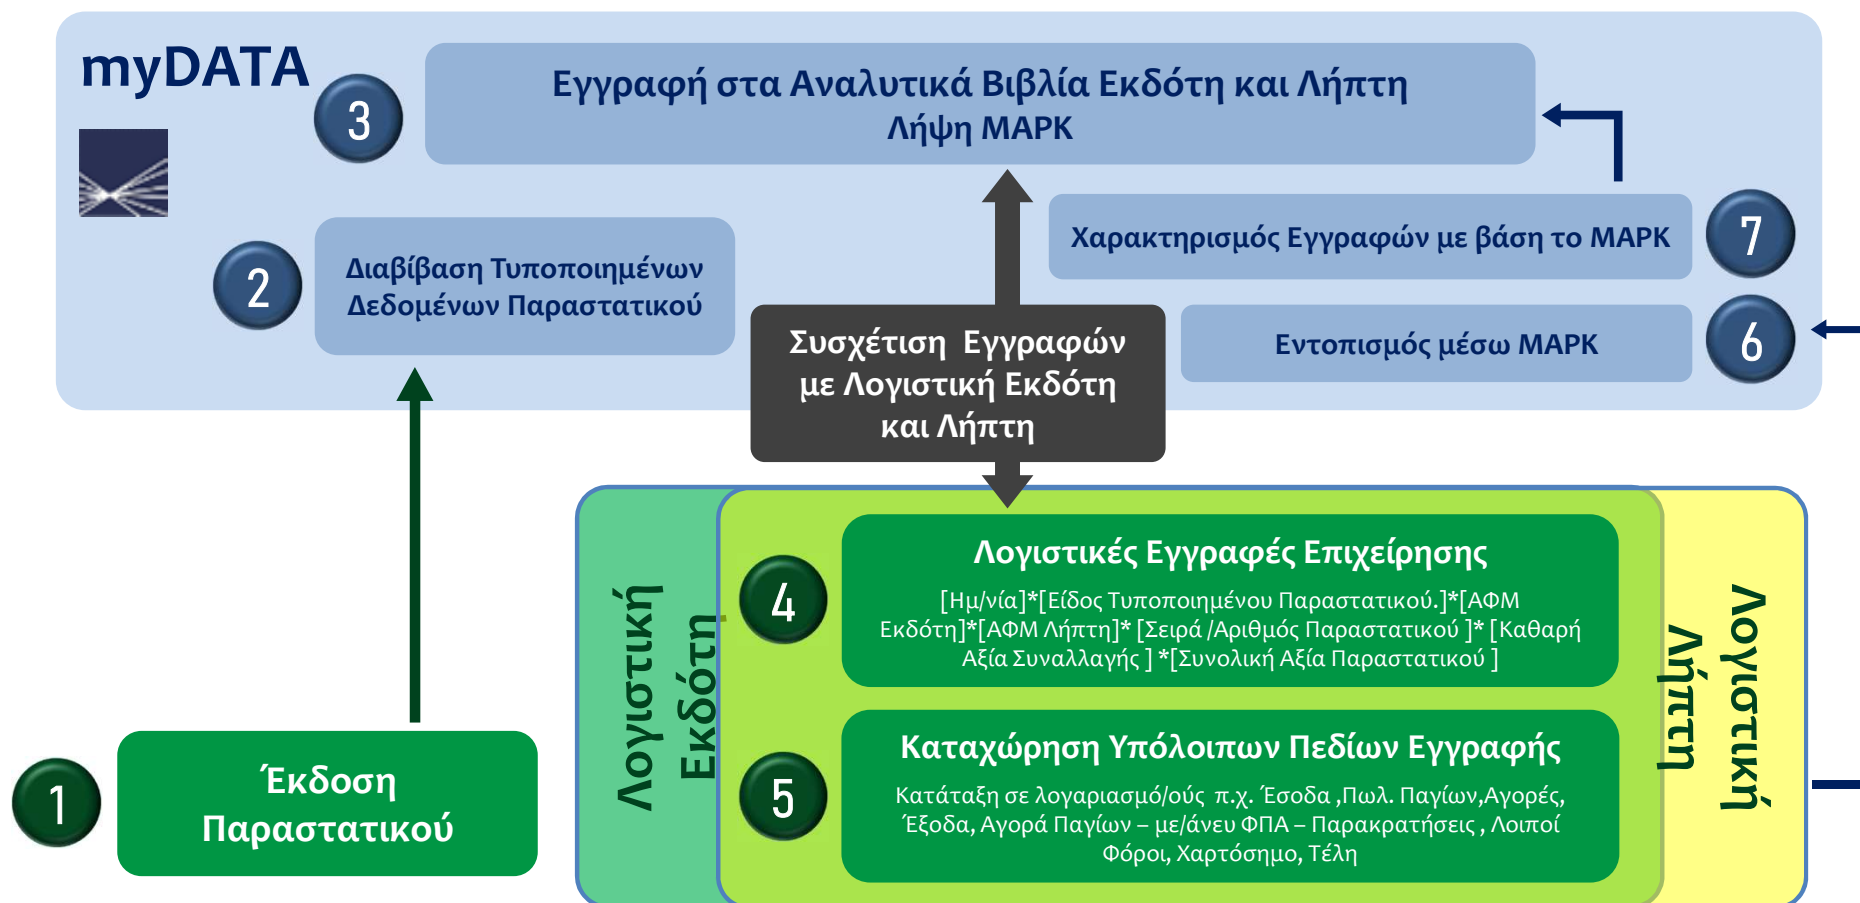 myDATA
3
Εγγραφή στα Αναλυτικά Βιβλία Εκδότη και Λήπτη
Λήψη ΜΑΡΚ
2
Διαβίβαση Τυποποιημένων
Δεδομένων Παραστατικού
Χαρακτηρισμός Εγγραφών με βάση το ΜΑΡΚ
7
Εντοπισμός μέσω ΜΑΡΚ
6
Συσχέτιση Εγγραφών
με Λογιστική Εκδότη
και Λήπτη
1
Έκδοση
Παραστατικού
Λογιστική
Εκδότη
4
Λογιστικές Εγγραφές Επιχείρησης
[Ημ/νία]*[Είδος Τυποποιημένου Παραστατικού.]*[ΑΦΜ
Εκδότη]*[ΑΦΜ Λήπτη]* [Σειρά /Αριθμός Παραστατικού ]* [Καθαρή
Αξία Συναλλαγής ] *[Συνολική Αξία Παραστατικού ]
5
Καταχώρηση Υπόλοιπων Πεδίων Εγγραφής
Κατάταξη σε λογαριασμό/ούς π.χ. Έσοδα ,Πωλ. Παγίων,Αγορές,
Έξοδα, Αγορά Παγίων – με/άνευ ΦΠΑ – Παρακρατήσεις , Λοιποί
Φόροι, Χαρτόσημο, Τέλη
Λογιστική
Λήπτη